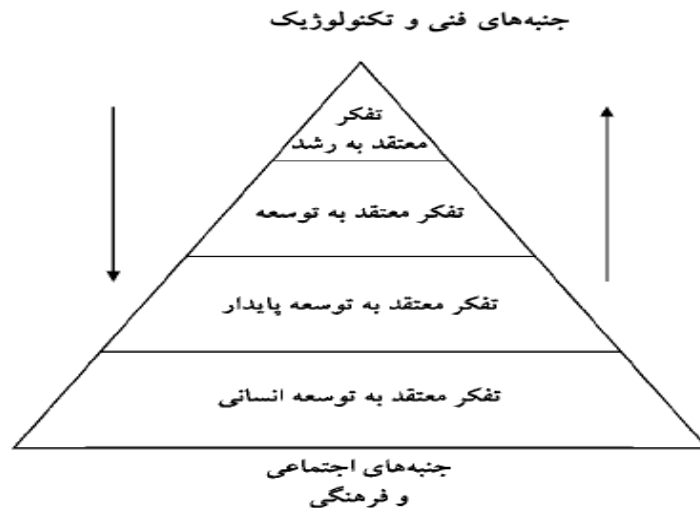 جنبه‌های فنی و تکنولوژیک
تفکر
معتقد به رشد
تفکر معتقد به توسعه
تفکر معتقد به توسعه پایدار
تفکر معتقد به توسعه انسانی
جنبه‌های اجتماعی
و فرهنگی